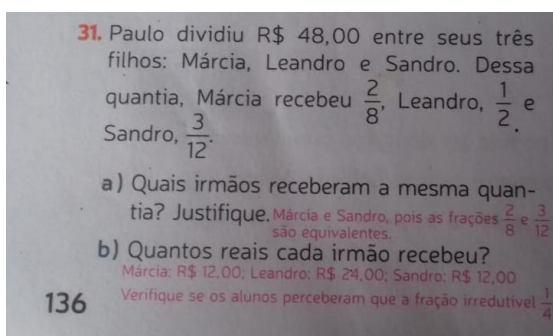 31. Paulo dividiu R$ 48,00 entre seus três
filhos: Márcia, Leandro e Sandro. Dessa
quantia, Márcia recebeu 2/8, Leandro, 1/2 e
Sandro, 3/12.
a) Quais irmãos receberam a mesma quan-
tia? Justifique. Márcia e Sandro, pois as frações 2/8 e 3/12
são equivalentes.
b) Quantos reais cada irmão recebeu?
Márcia: R$ 12,00; Leandro: R$ 24,00; Sandro: R$ 12,00
136 Verifique se os alunos perceberam que a fração irredutível 1/4